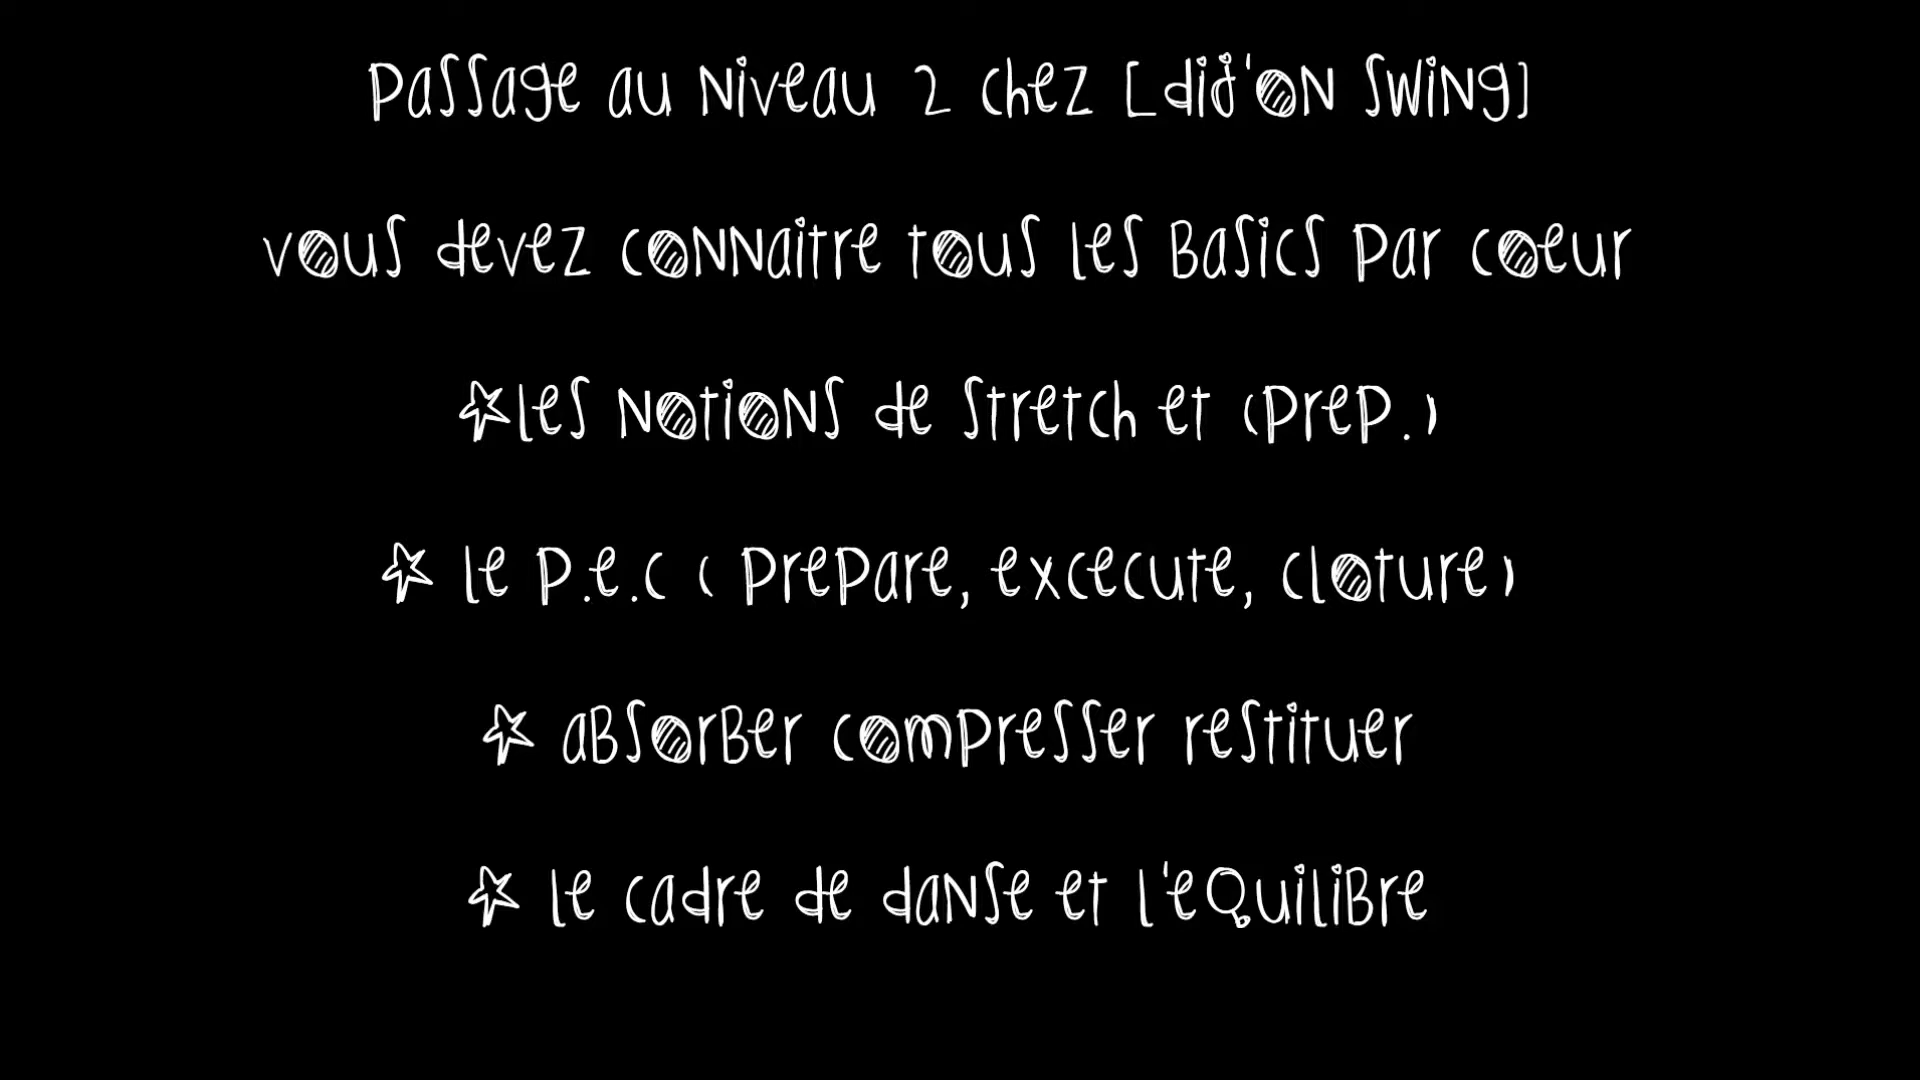 Passage au niveau 2 chez [dij'on swing]
vous devez connaitre tous les basics par coeur
☆les notions de stretch et (prep.)
☆ le p.e.c ( prepare, excecute, cloture)
☆ absorber compresser restituer
☆ le cadre de danse et l'equilibre